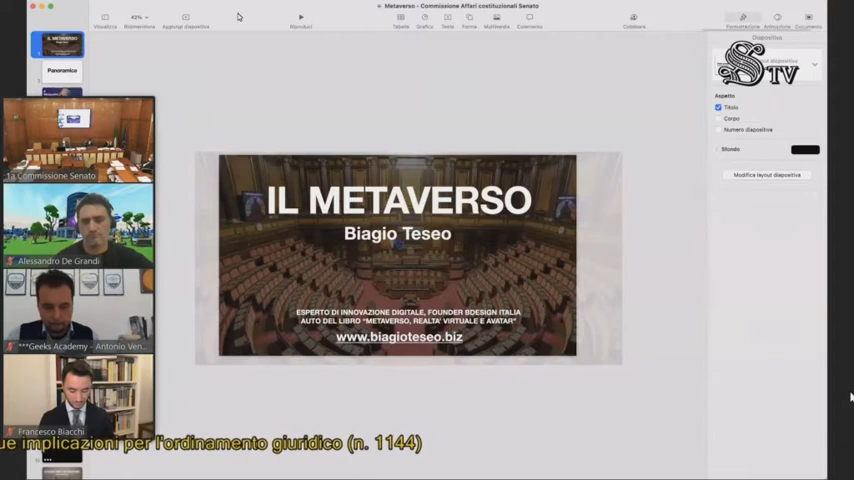 Metaverso - Commissione Affari costituzionali Senato
42%
Visualizza
Ridimensiona
Aggiungi diapositiva
Riproduci
Tabella
Grafico
Testo
Forma
Multimedia
Commento
Collabora
Formattazione
Animazione
Documento
Diapositiva
STV
Aspetto
Titolo
Corpo
Numero diapositiva
Sfondo
Modifica layout diapositiva
IL METAVERSO
Panoramica
1a Commissione Senato
Alessandro De Grandi
***Geeks Academy - Antonio Ven...
Francesco Biacchi
IL METAVERSO
Biagio Teseo
ESPERTO DI INNOVAZIONE DIGITALE, FOUNDER BDESIGN ITALIA
AUTO DEL LIBRO "METAVERSO, REALTA' VIRTUALE E AVATAR"
www.biagioteseo.biz
ue implicazioni per l'ordinamento giuridico (n. 1144)